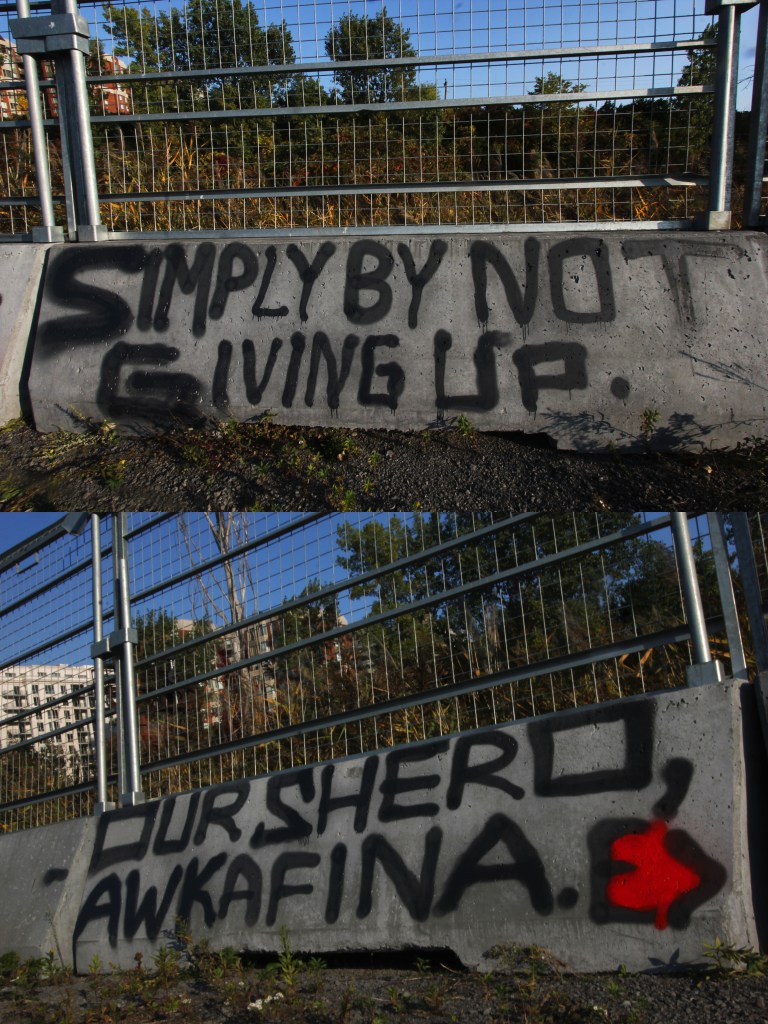 SIMPLY BY NOT
GIVING UP.
OUR SHERO,
AWKAFINA.